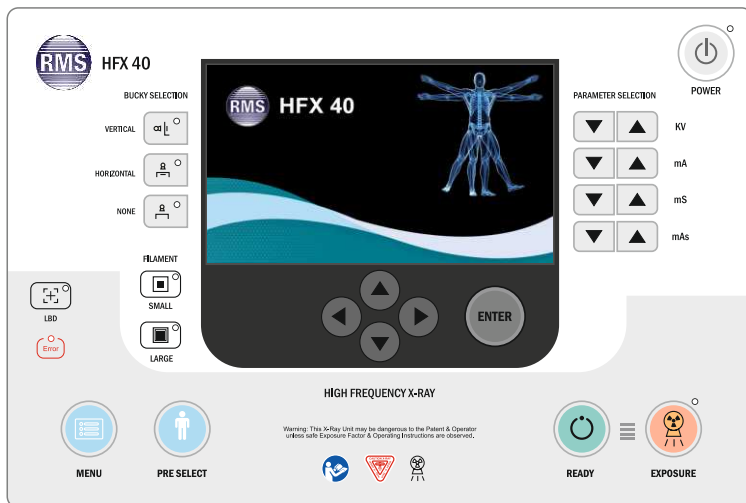 RMS HFX 40
POWER
BUCKY SELECTION
VERTICAL
HORIZONTAL
NONE
RMS HFX 40
PARAMETER SELECTION
KV
mA
mS
mAs
FILAMENT
SMALL
LARGE
LBD
Error
ENTER
HIGH FREQUENCY X-RAY
Warning: This X-Ray Unit may be dangerous to the Patent & Operator
unless safe Exposure Factor & Operating Instructions are observed.
MENU
PRE SELECT
READY
EXPOSURE